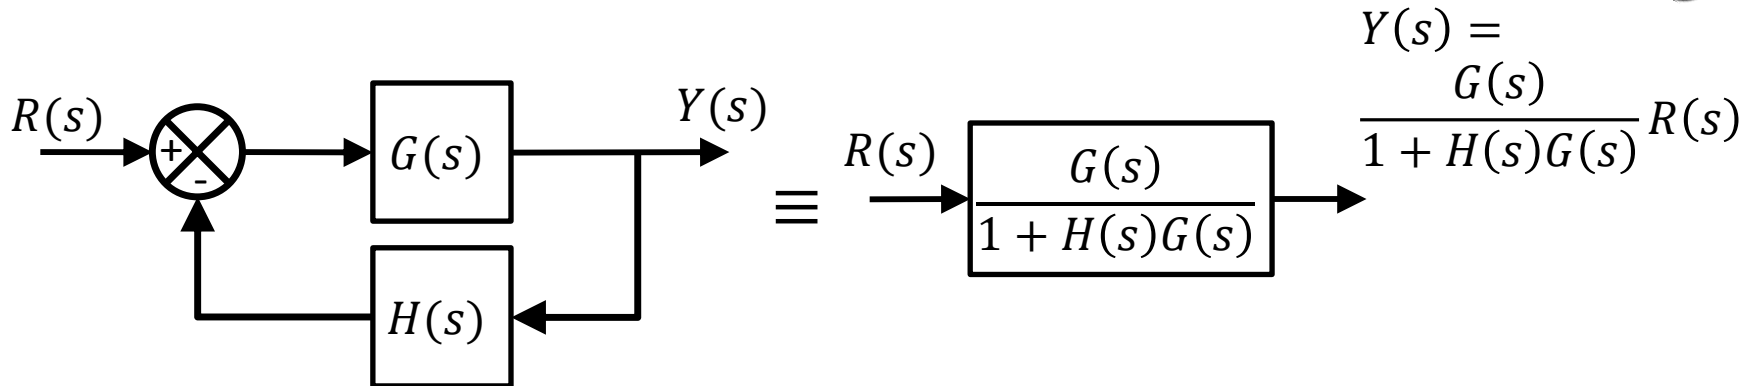 R(s)
+
-
G(s)
Y(s)
H(s)
≡
R(s)
G(s)
1 + H(s)G(s)
Y(s) =
G(s)
1 + H(s)G(s)
R(s)